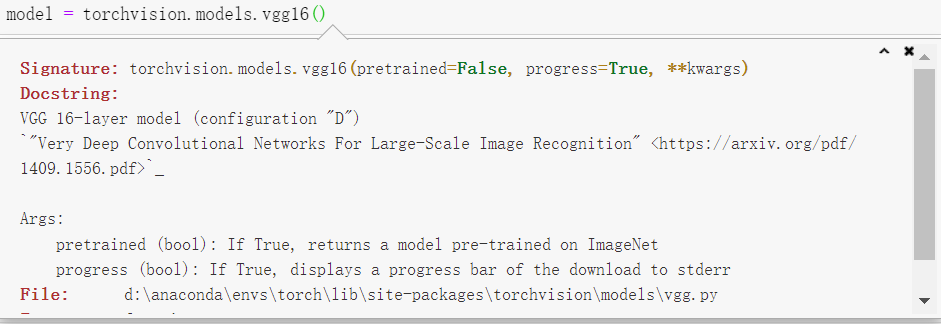 model = torchvision.models.vgg16()
Signature: torchvision.models.vgg16(pretrained=False, progress=True, **kwargs)
Docstring:
VGG 16-layer model (configuration "D")
`"Very Deep Convolutional Networks For Large-Scale Image Recognition" <https://arxiv.org/pdf/
1409.1556.pdf>`_
Args:
pretrained (bool): If True, returns a model pre-trained on ImageNet
progress (bool): If True, displays a progress bar of the download to stderr
File: d:\anaconda\envs\torch\lib\site-packages\torchvision\models\vgg.py